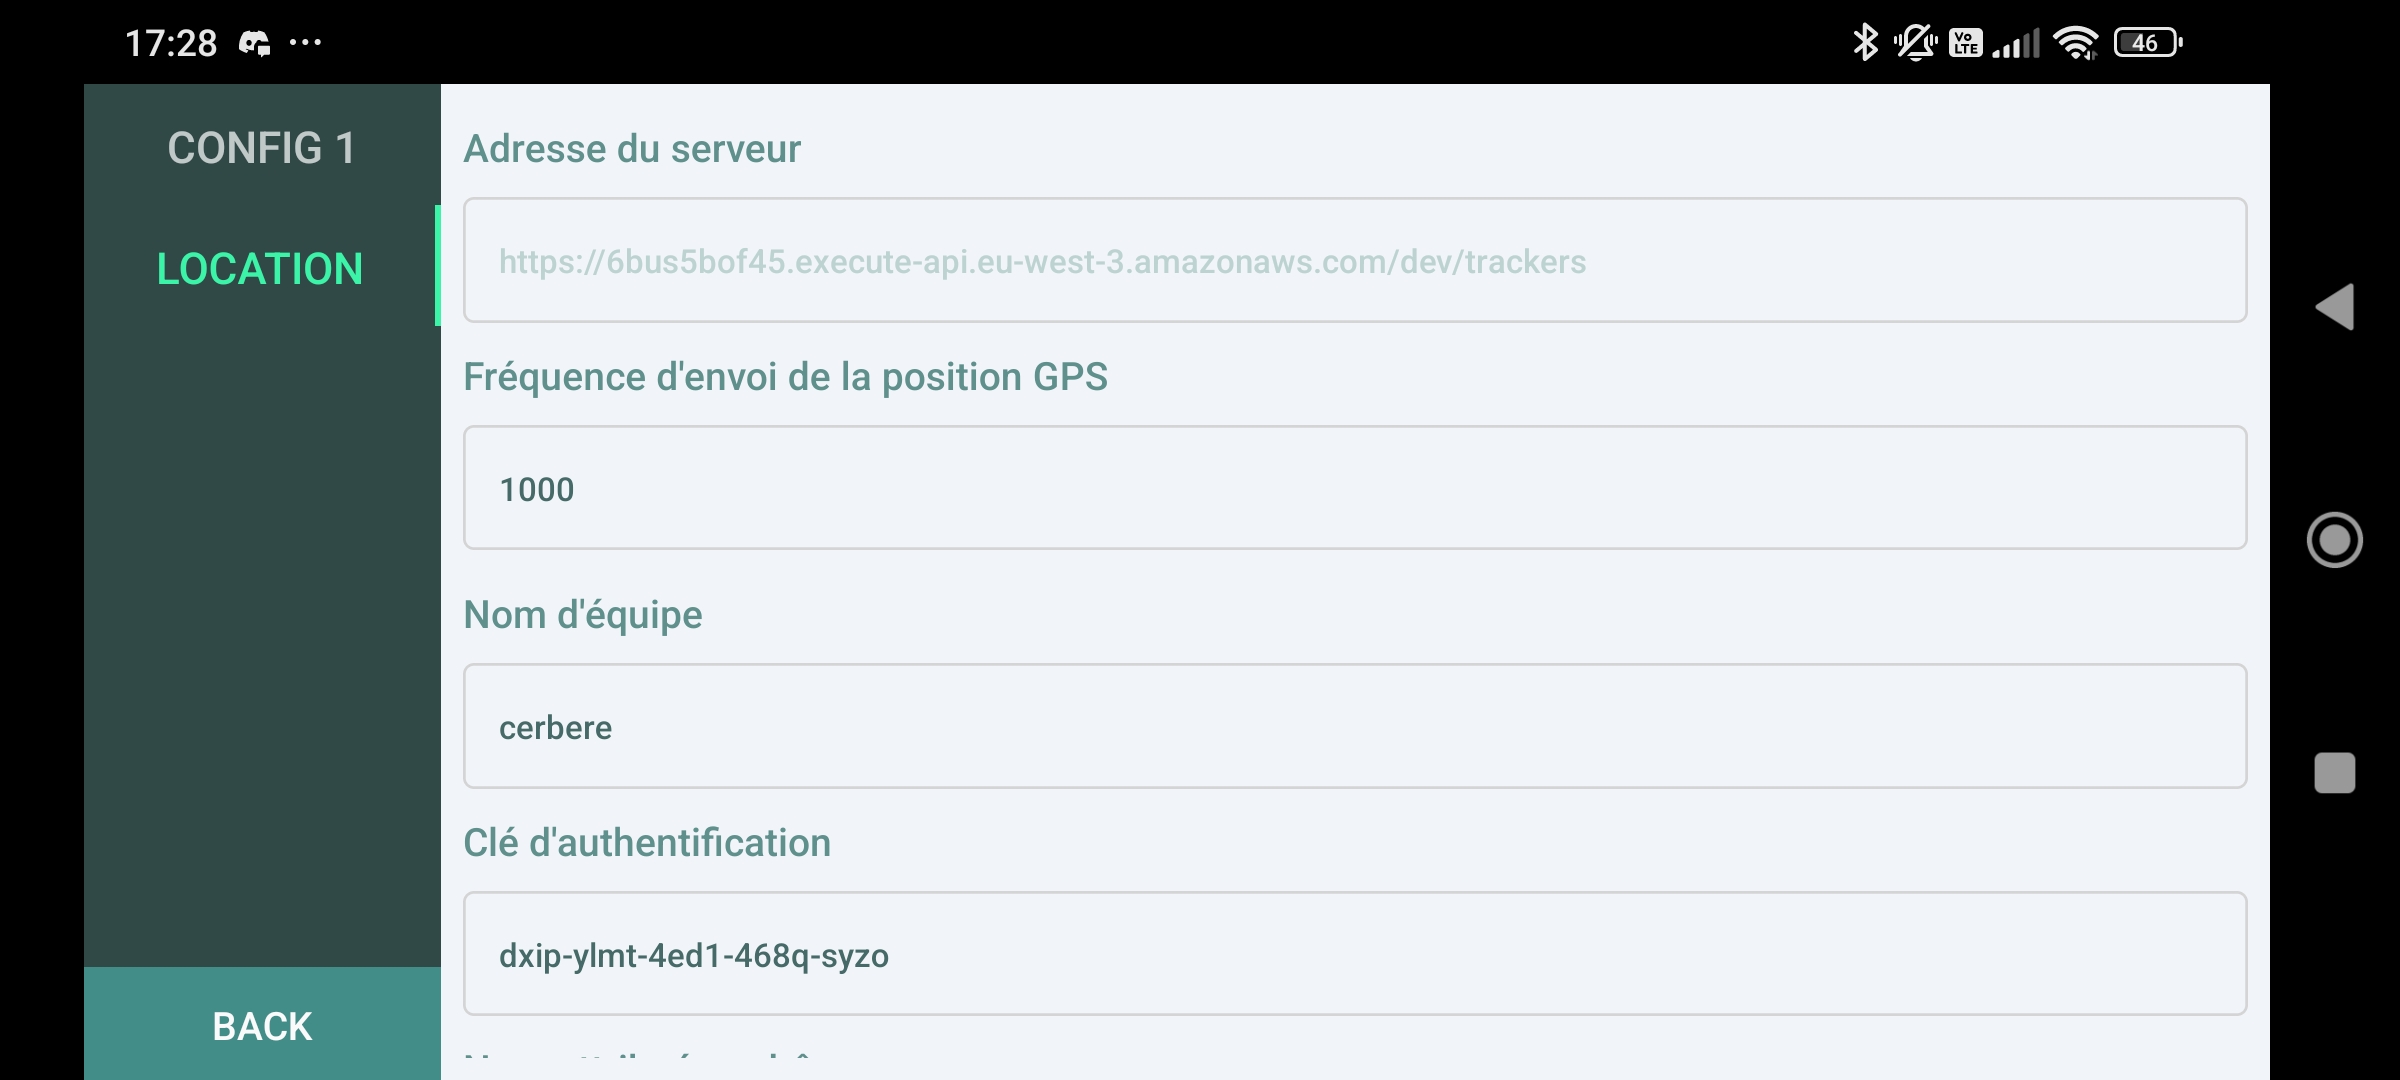 17:28
Vo LTE
46
CONFIG 1
LOCATION
BACK
Adresse du serveur
https://6bus5bof45.execute-api.eu-west-3.amazonaws.com/dev/trackers
Fréquence d'envoi de la position GPS
1000
Nom d'équipe
cerbere
Clé d'authentification
dxip-ylmt-4ed1-468q-syzo